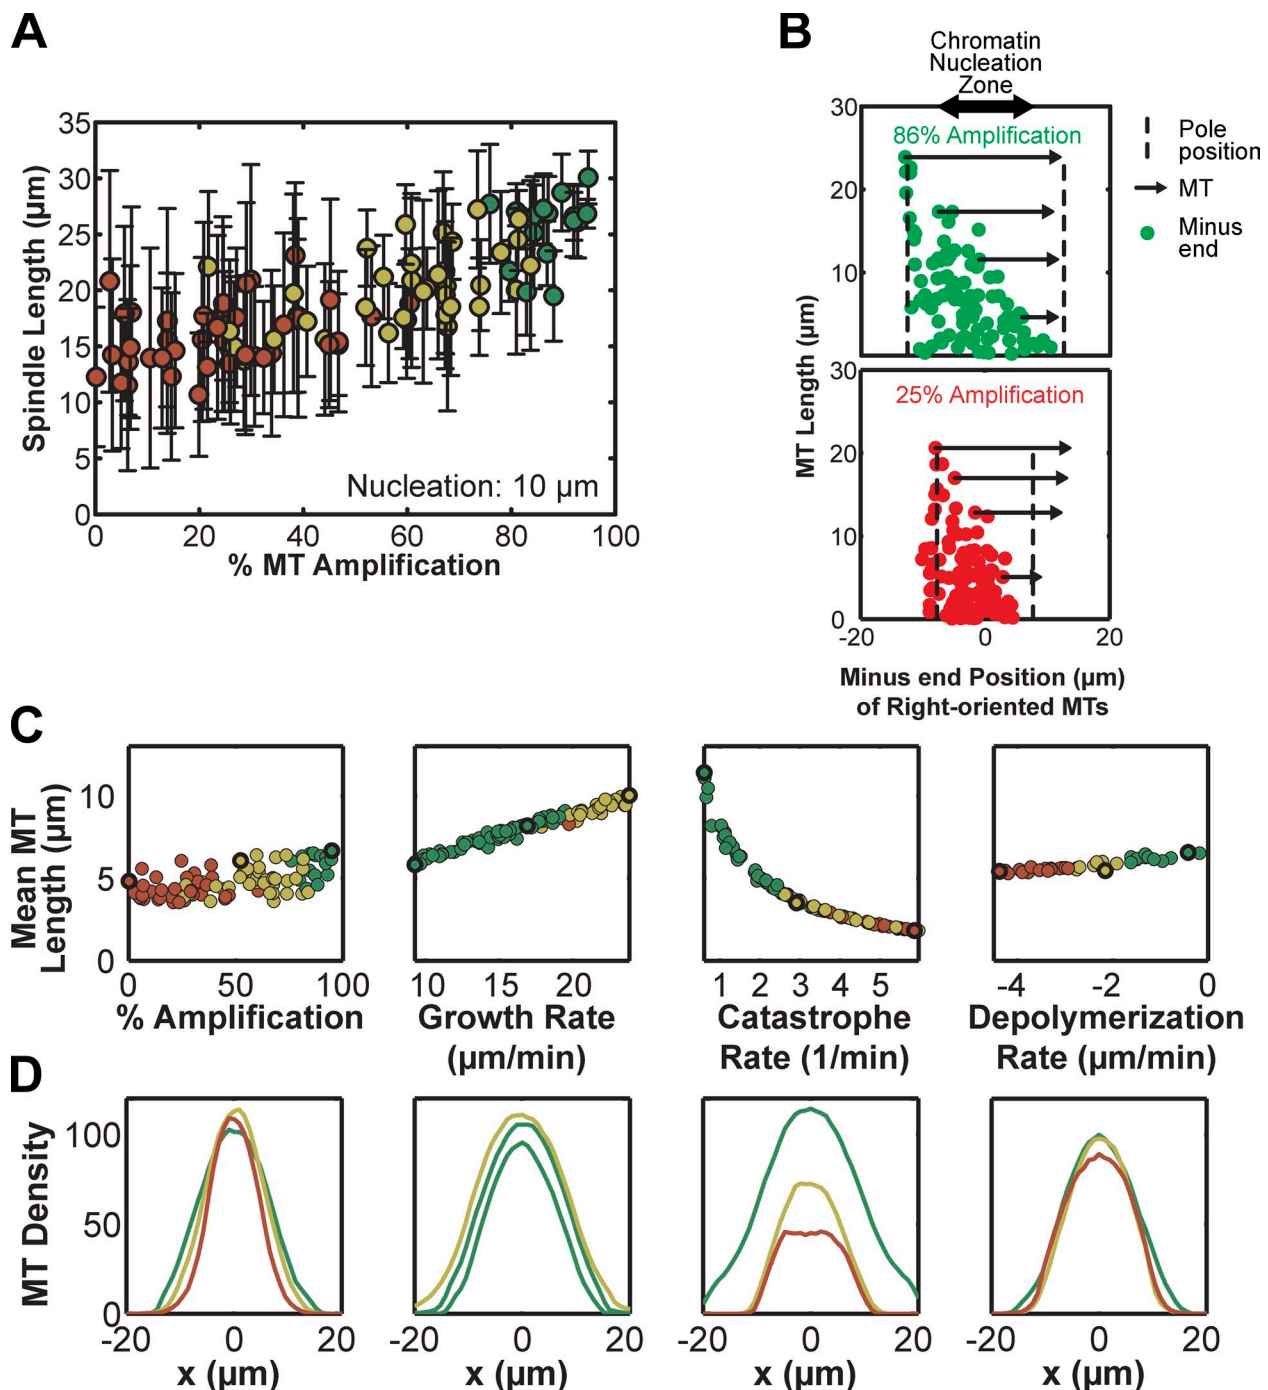 A
35
30
25
20
15
10
5
0
Spindle Length (µm)
Nucleation: 10 µm
0 20 40 60 80 100
% MT Amplification
B
Chromatin
Nucleation
Zone
30
20
10
86% Amplification
Pole
position
MT
Minus
end
MT Length (µm)
30
20
10
0
25% Amplification
-20 0 20
Minus end Position (µm)
of Right-oriented MTs
C
Mean MT
Length (µm)
10
5
0
0 50 100
% Amplification
10 15 20
Growth Rate
(µm/min)
1 2 3 4 5
Catastrophe
Rate (1/min)
-4 -2 0
Depolymerization
Rate (µm/min)
D
MT Density
100
50
0
-20 0 20
x (µm)
-20 0 20
x (µm)
-20 0 20
x (µm)
-20 0 20
x (µm)